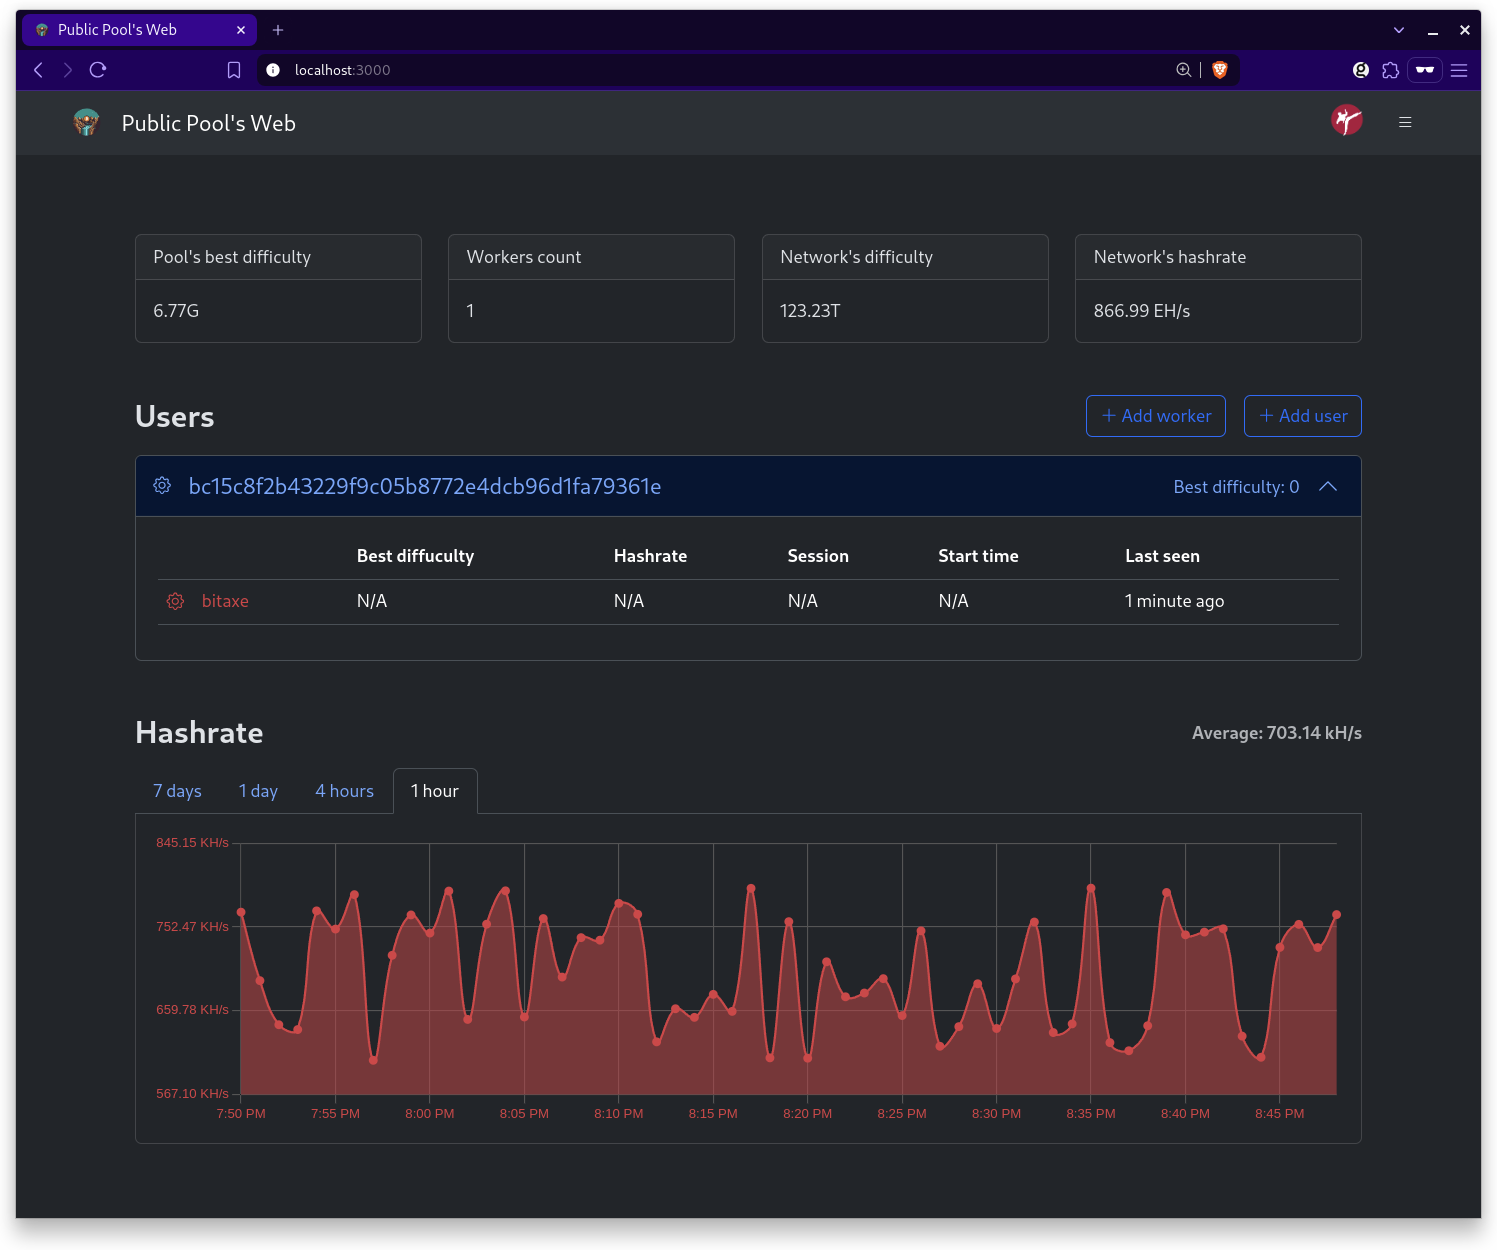 Public Pool's Web
localhost:3000
Public Pool's Web
Pool's best difficulty
6.77G
Workers count
1
Network's difficulty
123.23T
Network's hashrate
866.99 EH/s
Users
+ Add worker
+ Add user
bc15c8f2b43229f9c05b8772e4dcb96d1fa79361e
Best difficulty: 0
Best diffuculty Hashrate Session Start time Last seen
bitaxe N/A N/A N/A N/A 1 minute ago
Hashrate
Average: 703.14 kH/s
7 days 1 day 4 hours 1 hour
845.15 KH/s
752.47 KH/s
659.78 KH/s
567.10 KH/s
7:50 PM 7:55 PM 8:00 PM 8:05 PM 8:10 PM 8:15 PM 8:20 PM 8:25 PM 8:30 PM 8:35 PM 8:40 PM 8:45 PM